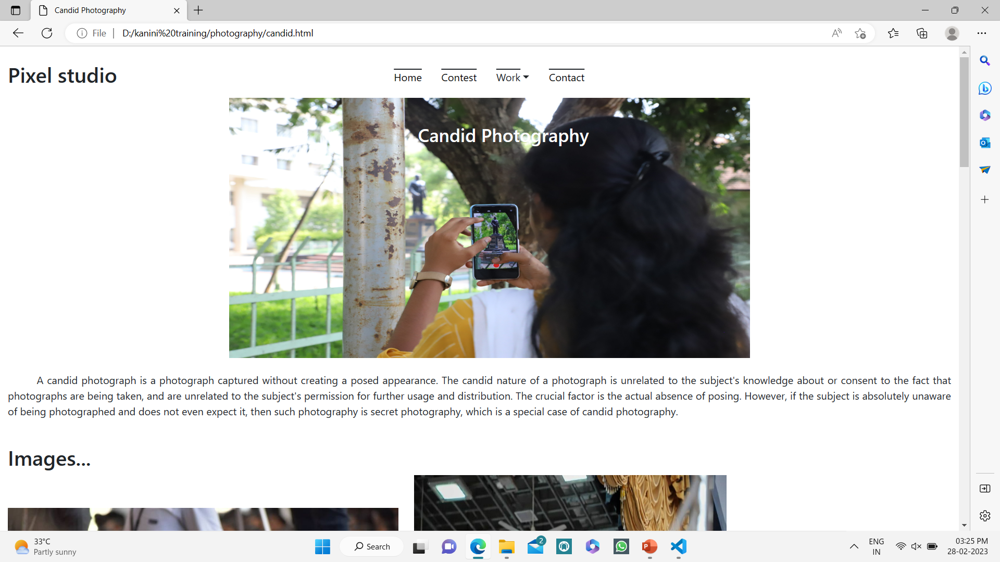 Candid Photography
File
D:/kanini%20training/photography/candid.html
Pixel studio
Home
Contest
Work
Contact
Candid Photography
A candid photograph is a photograph captured without creating a posed appearance. The candid nature of a photograph is unrelated to the subject's knowledge about or consent to the fact that
photographs are being taken, and are unrelated to the subject's permission for further usage and distribution. The crucial factor is the actual absence of posing. However, if the subject is absolutely unaware
of being photographed and does not even expect it, then such photography is secret photography, which is a special case of candid photography.
Images...
33°C
Partly sunny
Search
2
ENG
IN
03:25 PM
28-02-2023